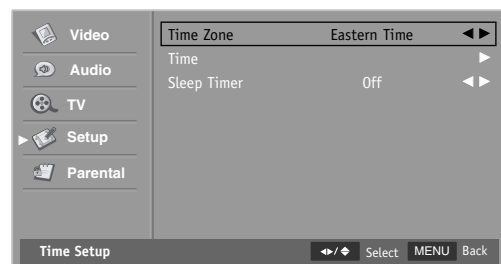 Video
Audio
TV
Setup
Parental
Time Zone Eastern Time
Time
Sleep Timer Off
Time Setup Select MENU Back